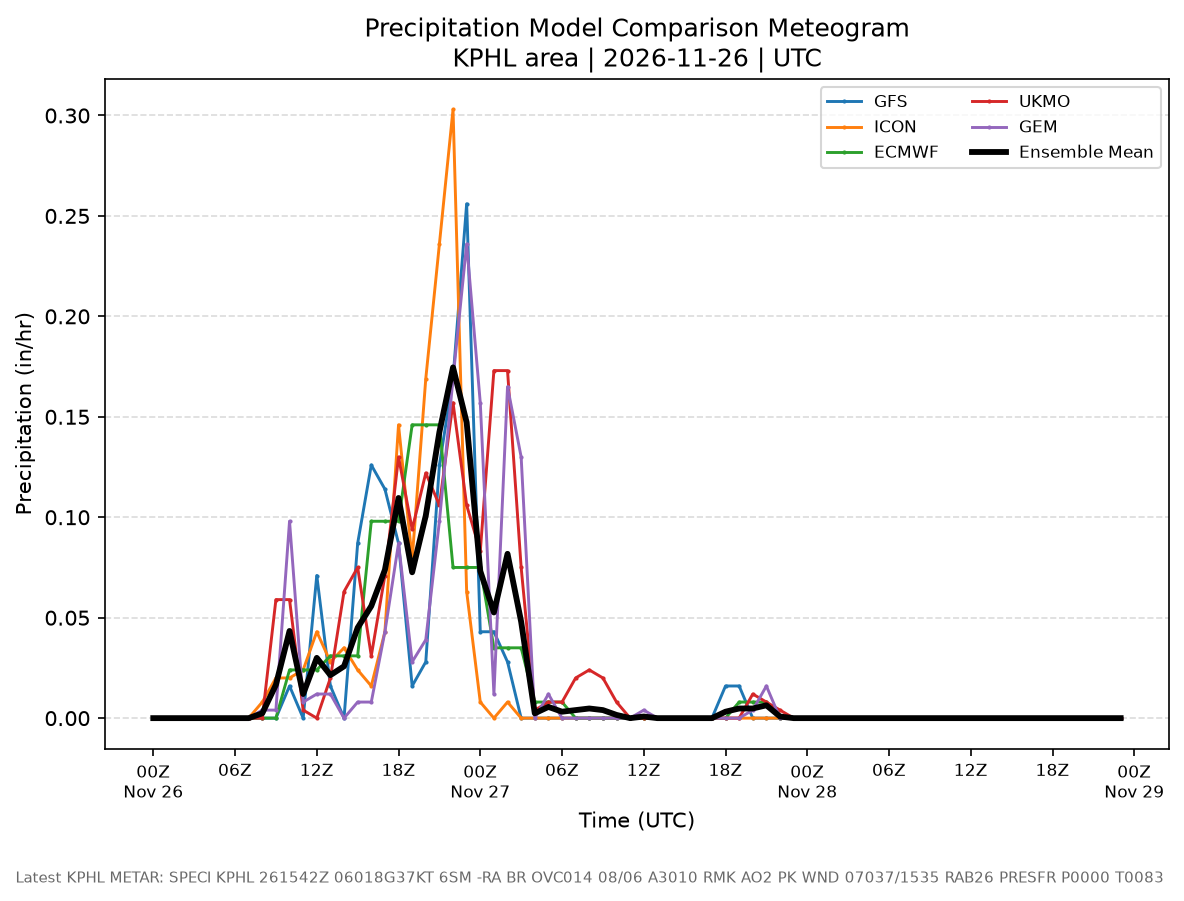 Precipitation Model Comparison Meteogram
KPHL area | 2026-11-26 | UTC
GFS
ICON
ECMWF
UKMO
GEM
Ensemble Mean
Precipitation (in/hr)
0.30
0.25
0.20
0.15
0.10
0.05
0.00
00Z 06Z 12Z 18Z 00Z 06Z 12Z 18Z 00Z 06Z 12Z 18Z 00Z
Nov 26 Nov 27 Nov 28 Nov 29
Time (UTC)
Latest KPHL METAR: SPECI KPHL 261542Z 06018G37KT 6SM -RA BR OVC014 08/06 A3010 RMK AO2 PK WND 07037/1535 RAB26 PRESFR P0000 T0083